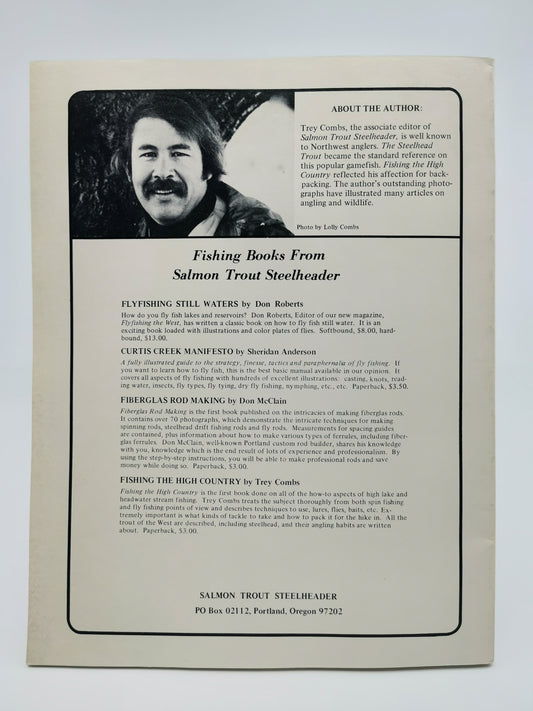 ABOUT THE AUTHOR:
Trey Combs, the associate editor of
Salmon Trout Steelheader, is well known
to Northwest anglers. The Steelhead
Trout became the standard reference on
this popular gamefish. Fishing the High
Country reflected his affection for back-
packing. The author's outstanding photo-
graphs have illustrated many articles on
angling and wildlife.
Photo by Lolly Combs
Fishing Books From
Salmon Trout Steelheader
FLYFISHING STILL WATERS by Don Roberts
How do you fly fish lakes and reservoirs? Don Roberts, Editor of our new magazine,
Flyfishing the West, has written a classic book on how to fly fish still water. It is an
exciting book loaded with illustrations and color plates of flies. Softbound, $8.00, hard-
bound, $13.00.
CURTIS CREEK MANIFESTO by Sheridan Anderson
A fully illustrated guide to the strategy, finesse, tactics and paraphernalia of fly fishing. If
you want to learn how to fly fish, this is the best basic manual available in our opinion. It
covers all aspects of fly fishing with hundreds of excellent illustrations: casting, knots, read-
ing water, insects, fly types, fly tying, dry fly fishing, nymphing, etc., etc. Paperback, $3.50.
FIBERGLAS ROD MAKING by Don McClain
Fiberglas Rod Making is the first book published on the intricacies of making fiberglas rods.
It contains over 70 photographs, which demonstrate the intricate techniques for making
spinning rods, steelhead drift fishing rods and fly rods. Measurements for spacing guides
are contained, plus information about how to make various types of ferrules, including fiber-
glas ferrules. Don McClain, well-known Portland custom rod builder, shares his knowledge
with you, knowledge which is the end result of lots of experience and professionalism. By
using the step-by-step instructions, you will be able to make professional rods and save
money while doing so. Paperback, $3.00.
FISHING THE HIGH COUNTRY by Trey Combs
Fishing the High Country is the first book done on all of the how-to aspects of high lake and
headwater stream fishing. Trey Combs treats the subject thoroughly from both spin fishing
and fly fishing points of view and describes techniques to use, lures, flies, baits, etc. Ex-
tremely important is what kinds of tackle to take and how to pack it for the hike in. All the
trout of the West are described, including steelhead, and their angling habits are written
about. Paperback, $3.00.
SALMON TROUT STEELHEADER
PO Box 02112, Portland, Oregon 97202